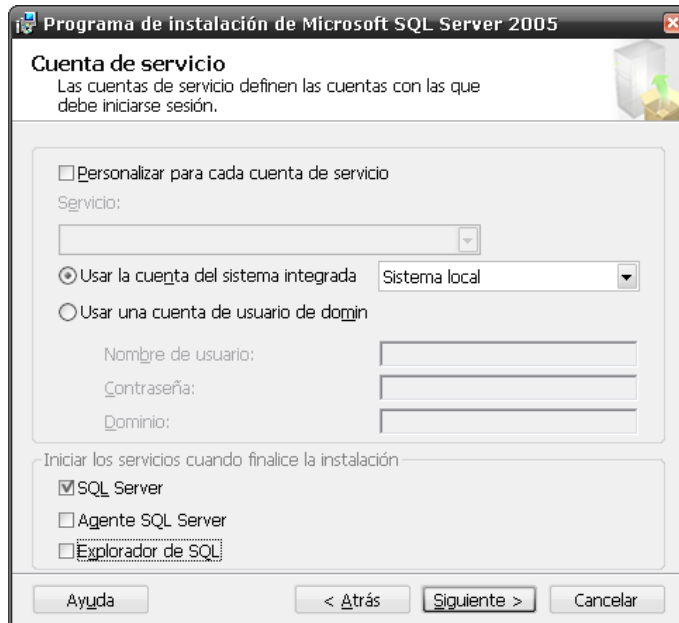 Programa de instalación de Microsoft SQL Server 2005
Cuenta de servicio
Las cuentas de servicio definen las cuentas con las que
debe iniciarse sesión.
Personalizar para cada cuenta de servicio
Servicio:
Usar la cuenta del sistema integrada
Sistema local
Usar una cuenta de usuario de domin
Nombre de usuario:
Contraseña:
Dominio:
Iniciar los servicios cuando finalice la instalación
SQL Server
Agente SQL Server
Explorador de SQL
Ayuda
< Atrás
Siguiente >
Cancelar